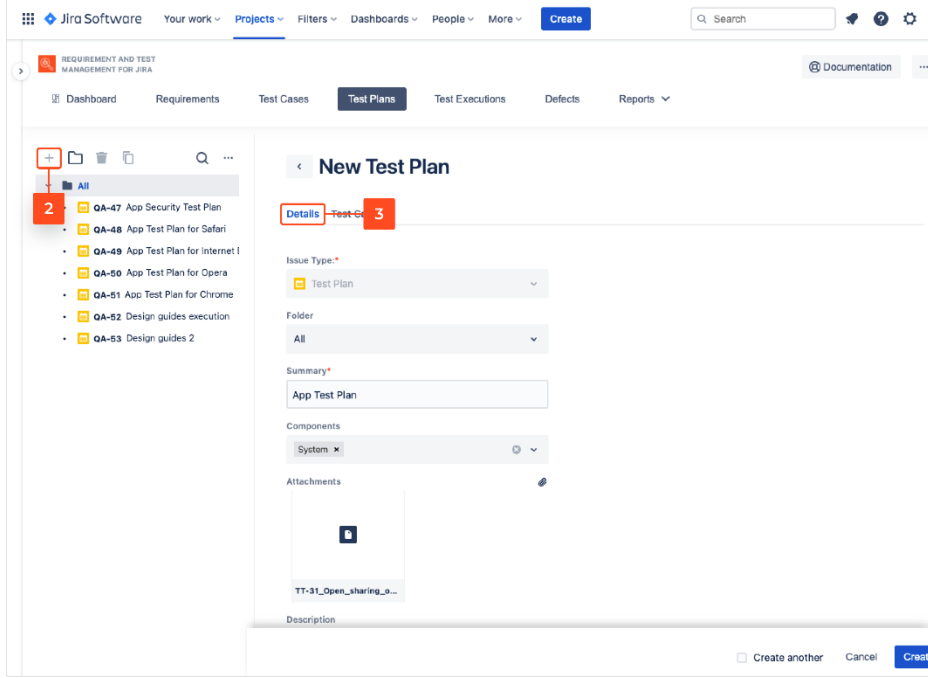 Jira Software Your work Projects Filters Dashboards People More Create Search
REQUIREMENT AND TEST
MANAGEMENT FOR JIRA
Documentation
Dashboard Requirements Test Cases Test Plans Test Executions Defects Reports
New Test Plan
All
2
QA-47 App Security Test Plan
QA-48 App Test Plan for Safari
QA-49 App Test Plan for Internet
QA-50 App Test Plan for Opera
QA-51 App Test Plan for Chrome
QA-52 Design guides execution
QA-53 Design guides 2
Details Test 3
Issue Type:*
Test Plan
Folder
All
Summary*
App Test Plan
Components
System ×
Attachments
TT-31_Open_sharing_o...
Description
Create another Cancel Creat